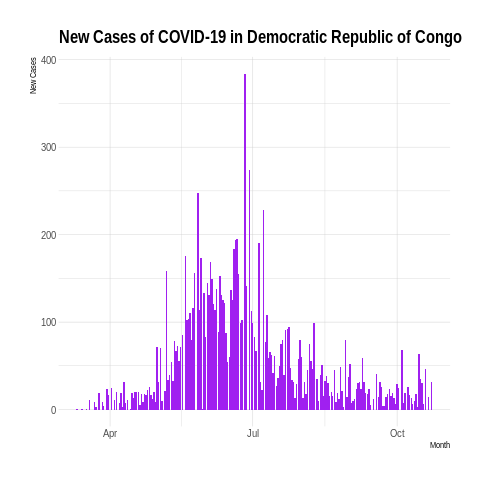 New Cases of COVID-19 in Democratic Republic of Congo
New Cases
400
300
200
100
0
Apr
Jul
Oct
Month